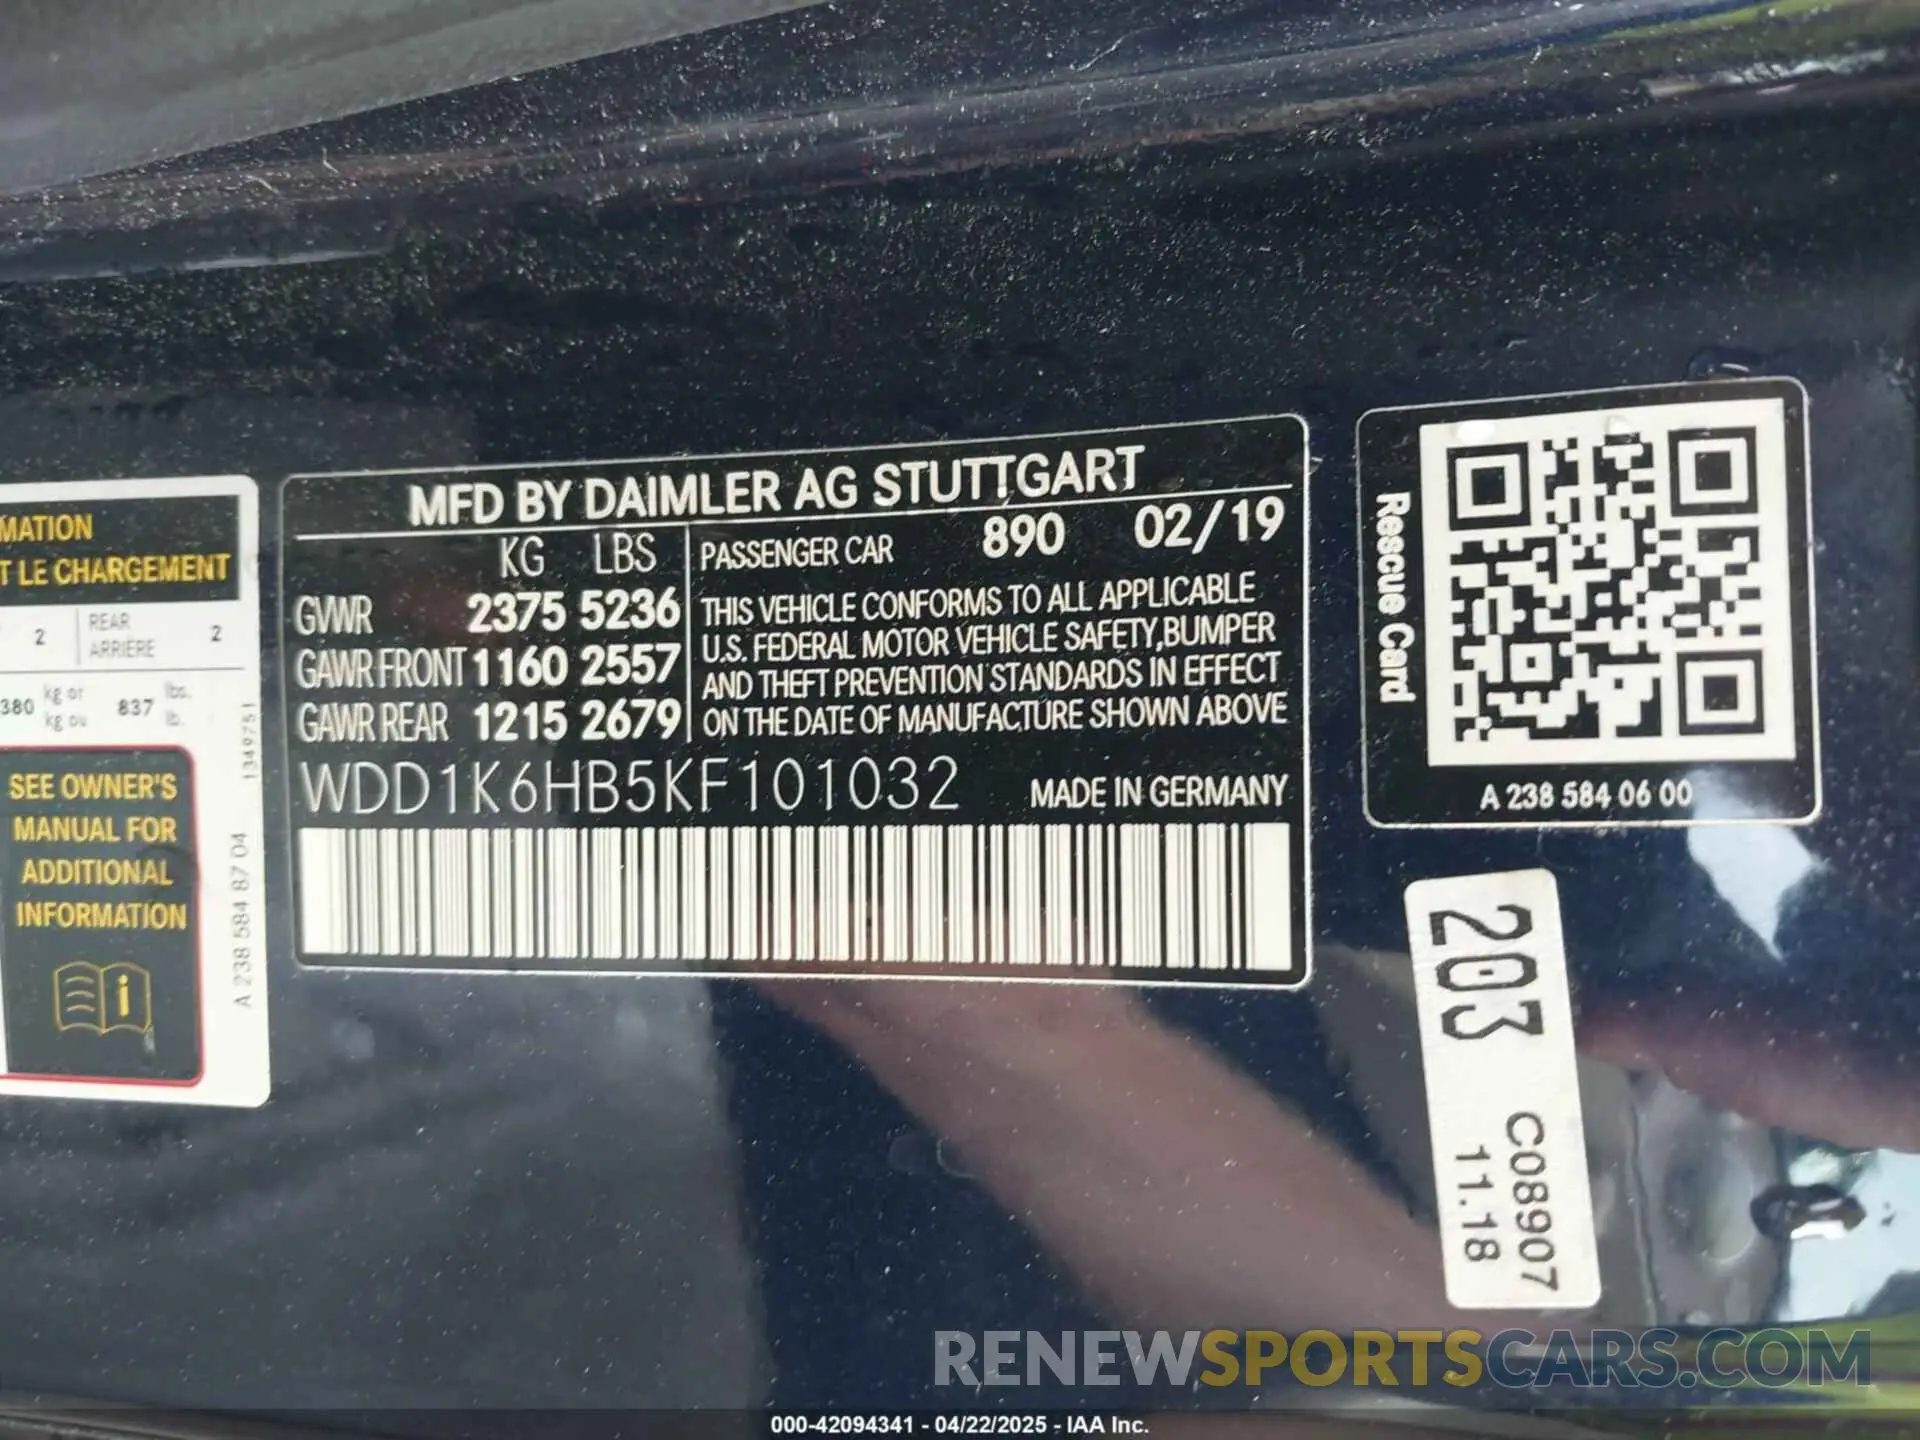 MATION
T LE CHARGEMENT
2 REAR ARRIÈRE 2
380 kg or kg ou 837 lbs. lb.
SEE OWNER'S
MANUAL FOR
ADDITIONAL
INFORMATION
i
1349751
A 238 584 87 04
MFD BY DAIMLER AG STUTTGART
KG LBS
PASSENGER CAR 890 02/19
GVWR 2375 5236
GAWR FRONT 1160 2557
GAWR REAR 1215 2679
THIS VEHICLE CONFORMS TO ALL APPLICABLE
U.S. FEDERAL MOTOR VEHICLE SAFETY, BUMPER
AND THEFT PREVENTION STANDARDS IN EFFECT
ON THE DATE OF MANUFACTURE SHOWN ABOVE
WDD1K6HB5KF101032
MADE IN GERMANY
Rescue Card
A 238 584 06 00
203
C08907
11.18
RENEWSPORTSCARS.COM
000-42094341 - 04/22/2025 - IAA Inc.